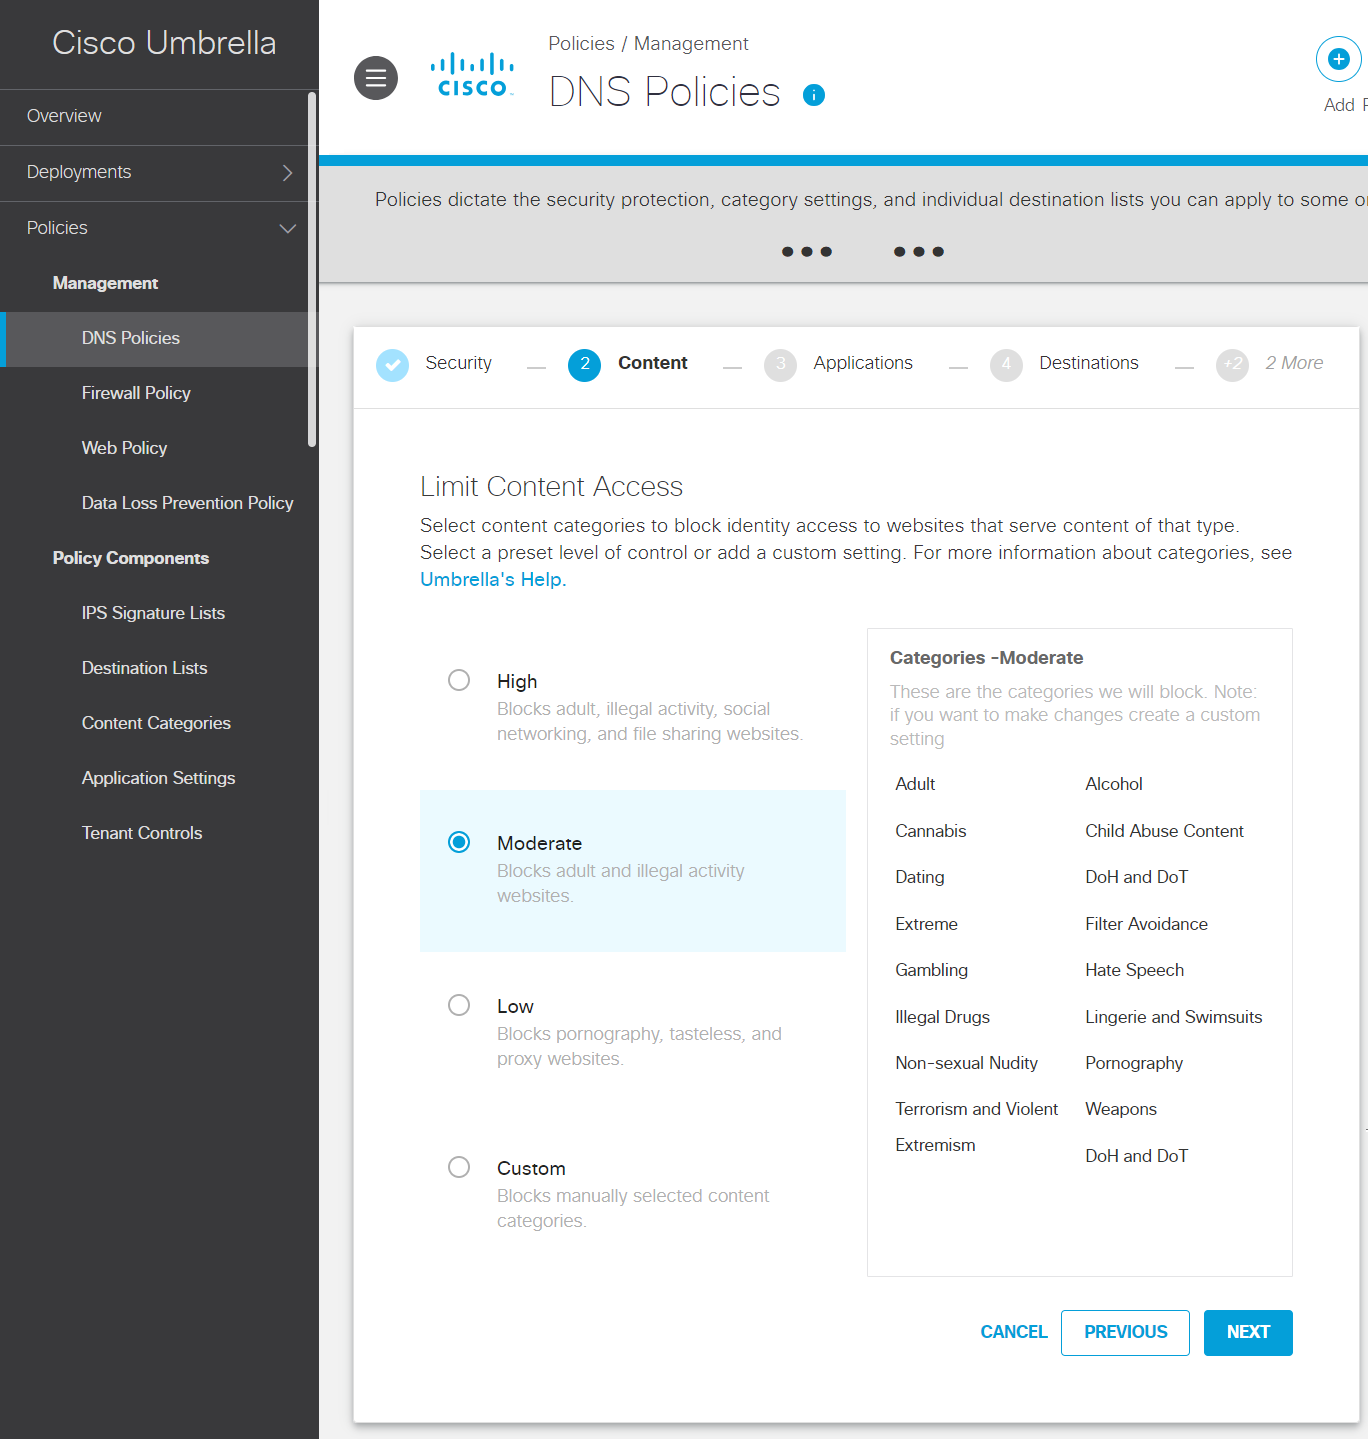 Cisco Umbrella
Overview
Deployments
Policies
Management
DNS Policies
Firewall Policy
Web Policy
Data Loss Prevention Policy
Policy Components
IPS Signature Lists
Destination Lists
Content Categories
Application Settings
Tenant Controls
CISCO
Policies / Management
DNS Policies
i
Add
Policies dictate the security protection, category settings, and individual destination lists you can apply to some
Security
2 Content
3 Applications
4 Destinations
+2 2 More
Limit Content Access
Select content categories to block identity access to websites that serve content of that type.
Select a preset level of control or add a custom setting. For more information about categories, see
Umbrella's Help.
High
Blocks adult, illegal activity, social
networking, and file sharing websites.
Moderate
Blocks adult and illegal activity
websites.
Low
Blocks pornography, tasteless, and
proxy websites.
Custom
Blocks manually selected content
categories.
Categories -Moderate
These are the categories we will block. Note:
if you want to make changes create a custom
setting
Adult
Alcohol
Cannabis
Child Abuse Content
Dating
DoH and DoT
Extreme
Filter Avoidance
Gambling
Hate Speech
Illegal Drugs
Lingerie and Swimsuits
Non-sexual Nudity
Pornography
Terrorism and Violent
Extremism
Weapons
DoH and DoT
CANCEL
PREVIOUS
NEXT